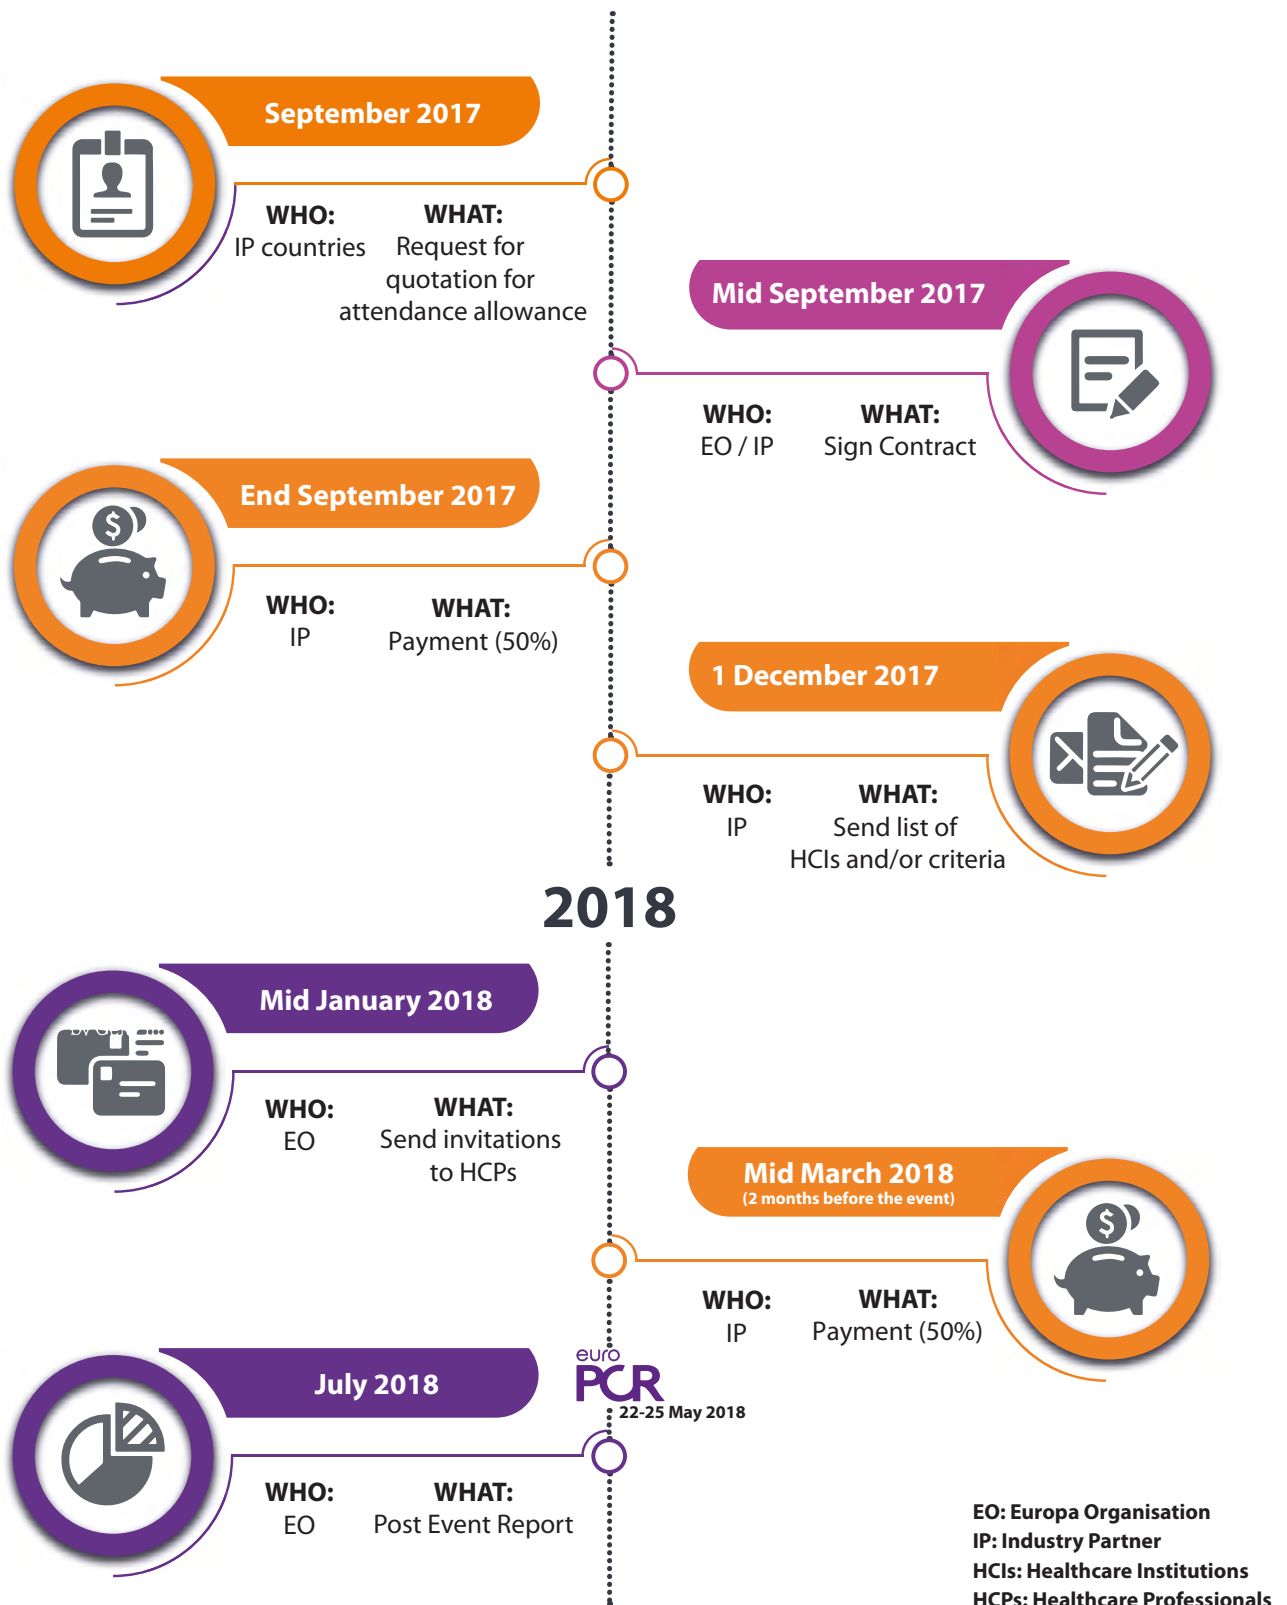 September 2017
WHO:
IP countries
WHAT:
Request for
quotation for
attendance allowance
Mid September 2017
WHO:
EO / IP
WHAT:
Sign Contract
End September 2017
WHO:
IP
WHAT:
Payment (50%)
1 December 2017
WHO:
IP
WHAT:
Send list of
HCIs and/or criteria
2018
Mid January 2018
WHO:
EO
WHAT:
Send invitations
to HCPs
Mid March 2018
(2 months before the event)
WHO:
IP
WHAT:
Payment (50%)
euro
PCR
22-25 May 2018
July 2018
WHO:
EO
WHAT:
Post Event Report
EO: Europa Organisation
IP: Industry Partner
HCIs: Healthcare Institutions
HCPs: Healthcare Professionals